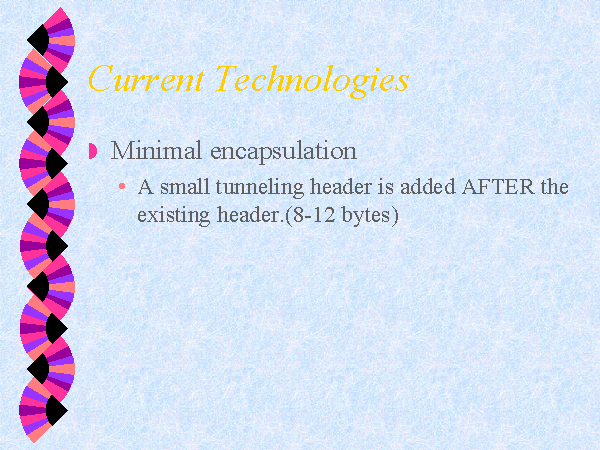 Current Technologies
Minimal encapsulation
• A small tunneling header is added AFTER the
existing header.(8-12 bytes)